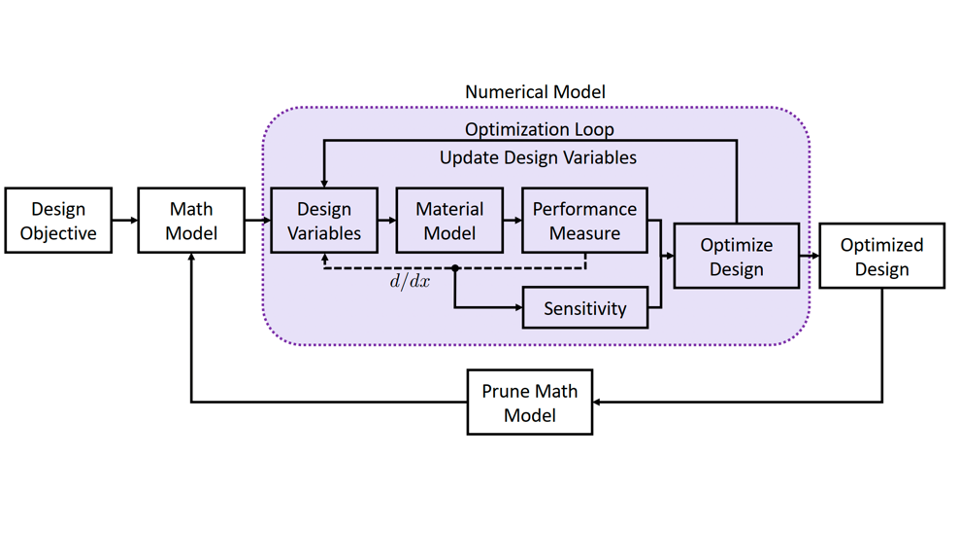 Numerical Model
Optimization Loop
Update Design Variables
Design
Objective
Math
Model
Design
Variables
Material
Model
Performance
Measure
Optimize
Design
Optimized
Design
d/dx
Sensitivity
Prune Math
Model